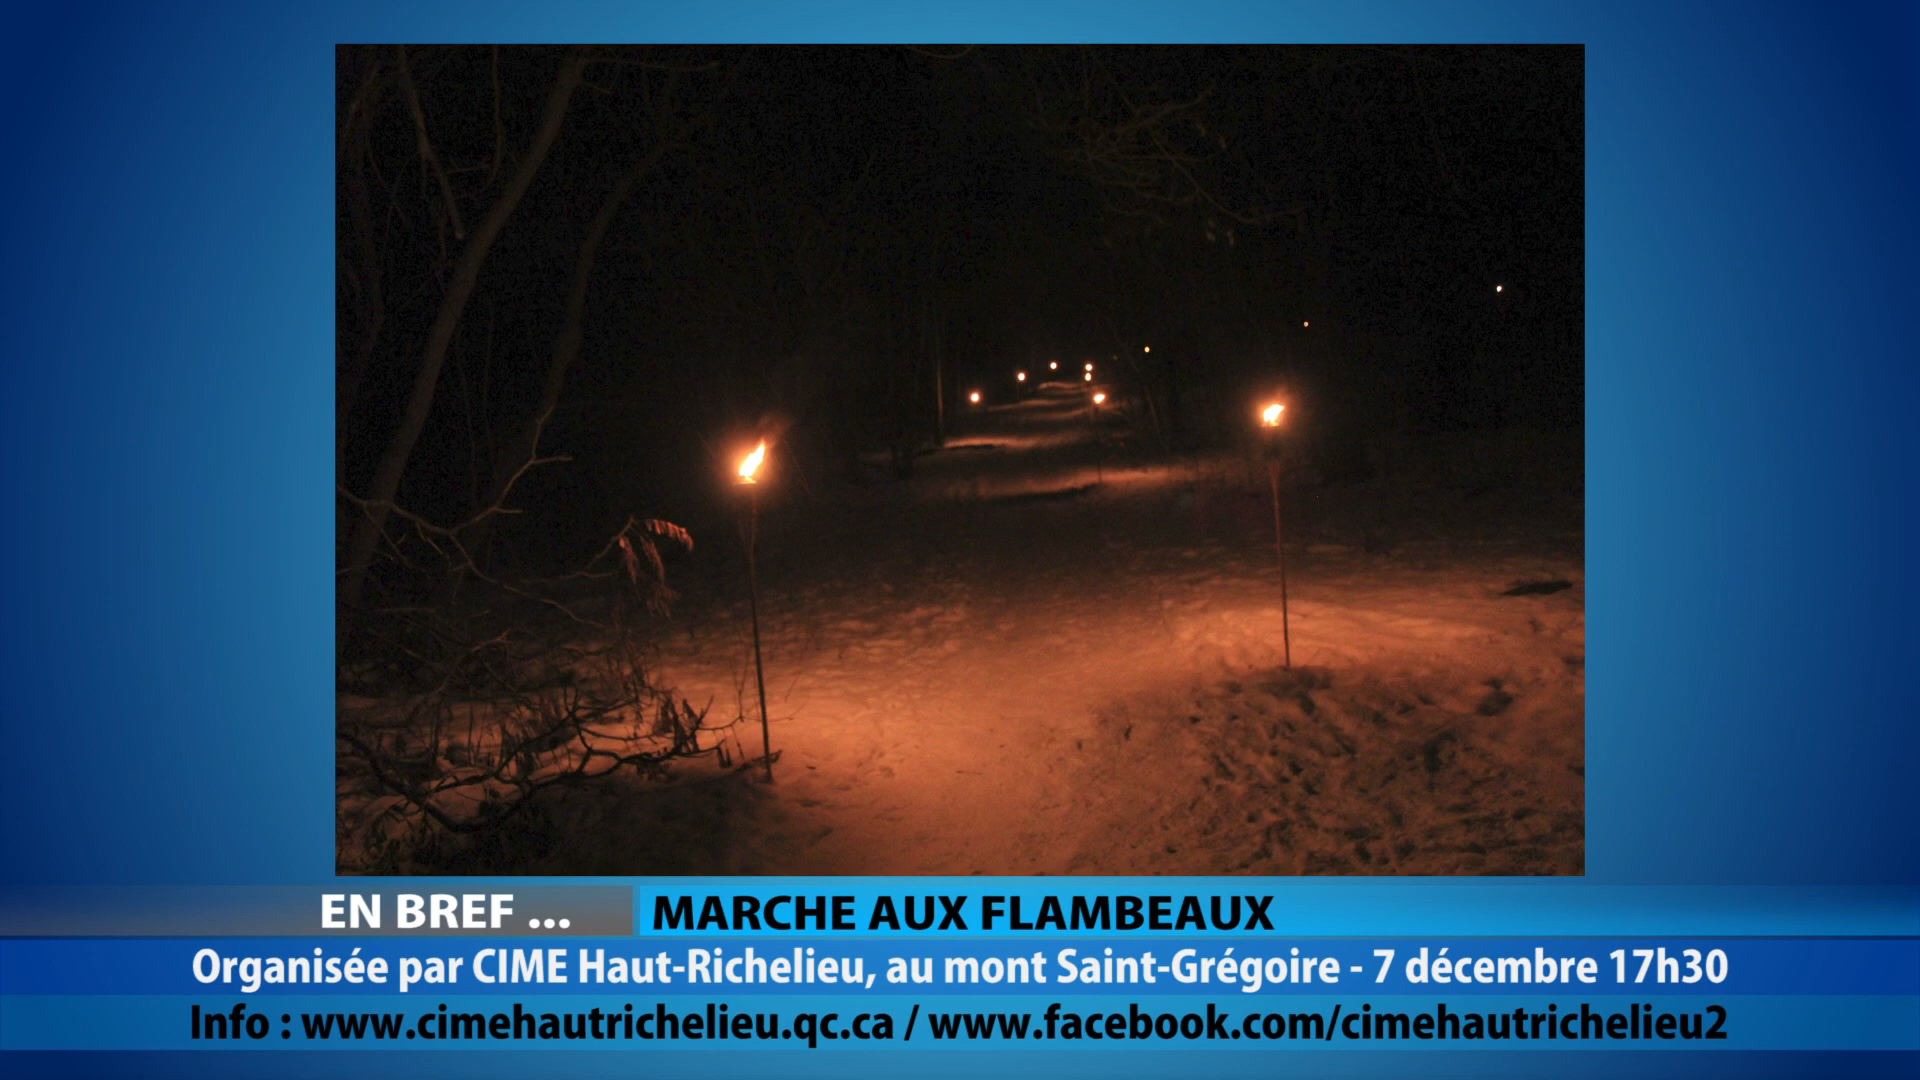 EN BREF ... MARCHE AUX FLAMBEAUX
Organisée par CIME Haut-Richelieu, au mont Saint-Grégoire - 7 décembre 17h30
Info : www.cimehautrichelieu.qc.ca / www.facebook.com/cimehautrichelieu2